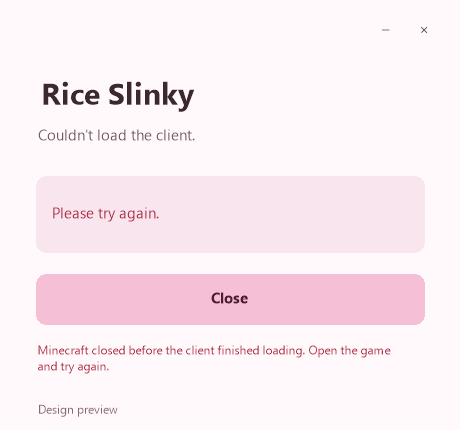 Rice Slinky
Couldn't load the client.
Please try again.
Close
Minecraft closed before the client finished loading. Open the game
and try again.
Design preview